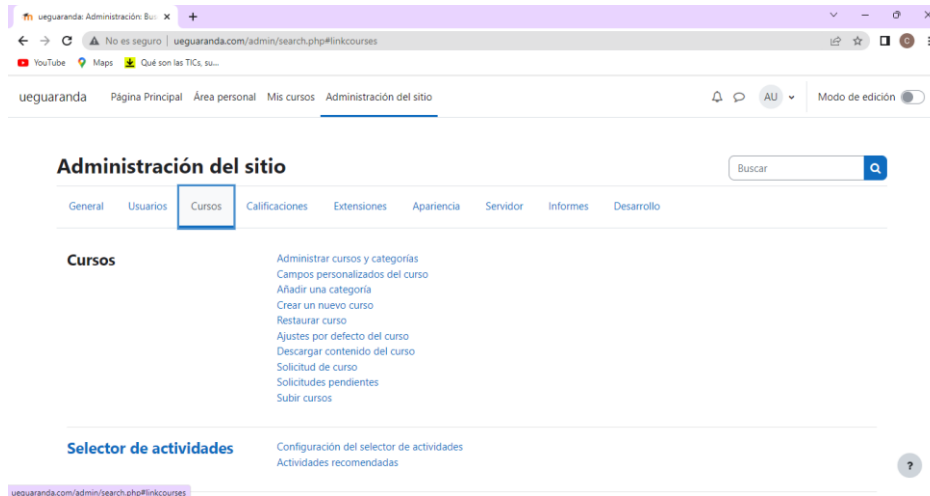 ueguaranda: Administración: Bus
No es seguro | ueguaranda.com/admin/search.php#linkcourses
C
YouTube Maps Qué son las TICs, su...
ueguaranda Página Principal Área personal Mis cursos Administración del sitio AU Modo de edición
Administración del sitio
Buscar
General Usuarios Cursos Calificaciones Extensiones Apariencia Servidor Informes Desarrollo
Cursos
Administrar cursos y categorías
Campos personalizados del curso
Añadir una categoría
Crear un nuevo curso
Restaurar curso
Ajustes por defecto del curso
Descargar contenido del curso
Solicitud de curso
Solicitudes pendientes
Subir cursos
Selector de actividades
Configuración del selector de actividades
Actividades recomendadas
?
ueguaranda.com/admin/search.php#linkcourses